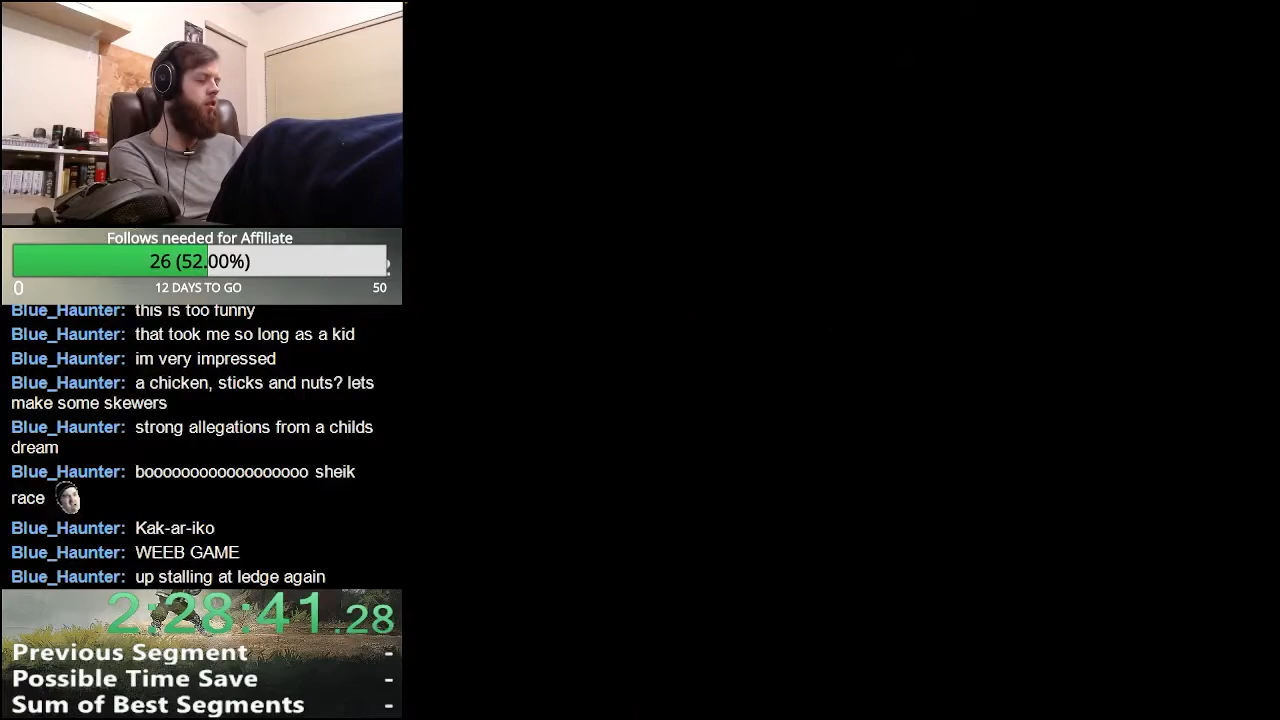 Follows needed for Affiliate
26 (52.00%)
0 12 DAYS TO GO 50
Blue_Haunter: this is too funny
Blue_Haunter: that took me so long as a kid
Blue_Haunter: im very impressed
Blue_Haunter: a chicken, sticks and nuts? lets
make some skewers
Blue_Haunter: strong allegations from a childs
dream
Blue_Haunter: boooooooooooooooooo sheik
race
Blue_Haunter: Kak-ar-iko
Blue_Haunter: WEEB GAME
Blue_Haunter: up stalling at ledge again
2:28:41.28
Previous Segment -
Possible Time Save -
Sum of Best Segments -